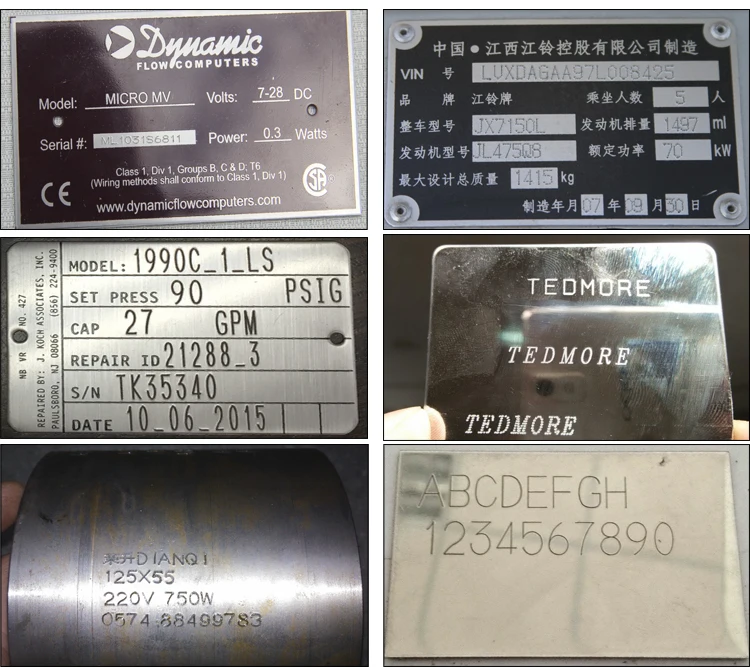 Dynamic
FLOW COMPUTERS
Model: MICRO MV Volts: 7-28 DC
Serial #: ML1031S6811 Power: 0.3 Watts
Class 1, Div 1, Groups B, C & D; T6
(Wiring methods shall conform to Class 1, Div 1)
CE
SA
www.dynamicflowcomputers.com
中国●江西江铃控股有限公司制造
VIN 号 LUXDAGAA97L008425
品 牌 江铃牌 乘坐人数 5 人
整车型号 JX7150L 发动机排量 1497 ml
发动机型号 JL475Q8 额定功率 70 kW
最大设计总质量 1415 kg
制造年月 07 年 09 月 30 日
NB VR NO. 427
REPAIRED BY: J. KOCH ASSOCIATES, INC.
PAULSBORO, NJ 08066 (856) 224-9400
MODEL: 1990C_1_LS
SET PRESS 90 PSIG
CAP 27 GPM
REPAIR ID 21288_3
S/N TK35340
DATE 10_06_2015
TEDMORE
TEDMORE
TEDMORE
DIANQI
125X55
220V 750W
0574 88499783
ABCDEFGH
1234567890